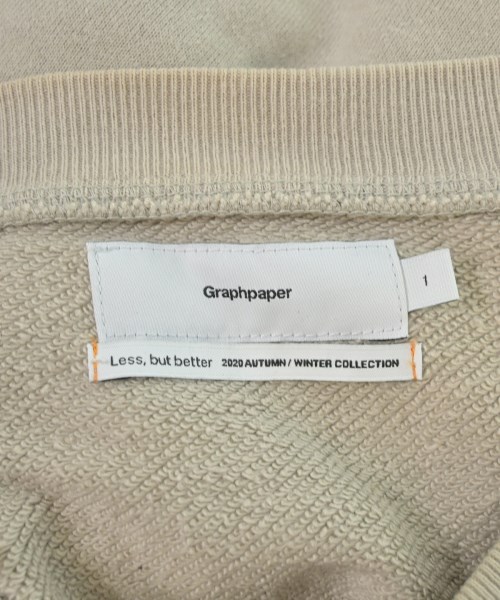 Graphpaper
1
Less, but better 2020 AUTUMN / WINTER COLLECTION